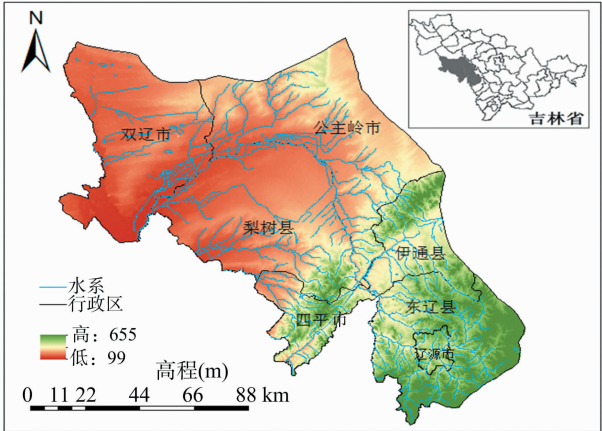 N
吉林省
双辽市
公主岭市
梨树县
伊通县
东辽县
四平市
辽源市
水系
行政区
高：655
低：99
高程(m)
0 11 22 44 66 88 km